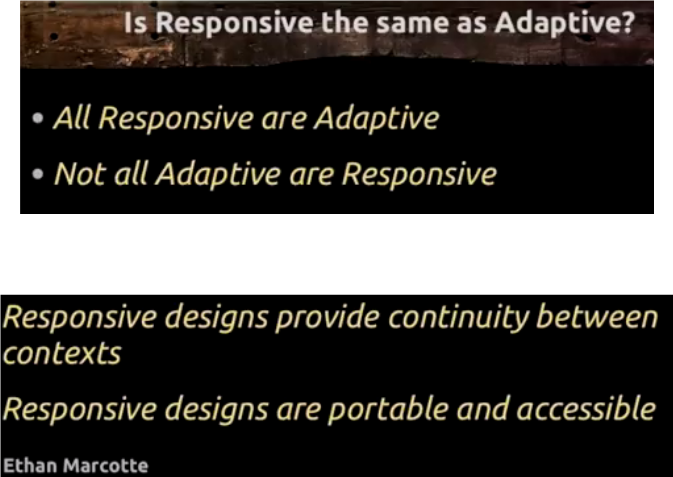 Is Responsive the same as Adaptive?
• All Responsive are Adaptive
• Not all Adaptive are Responsive
Responsive designs provide continuity between
contexts
Responsive designs are portable and accessible
Ethan Marcotte